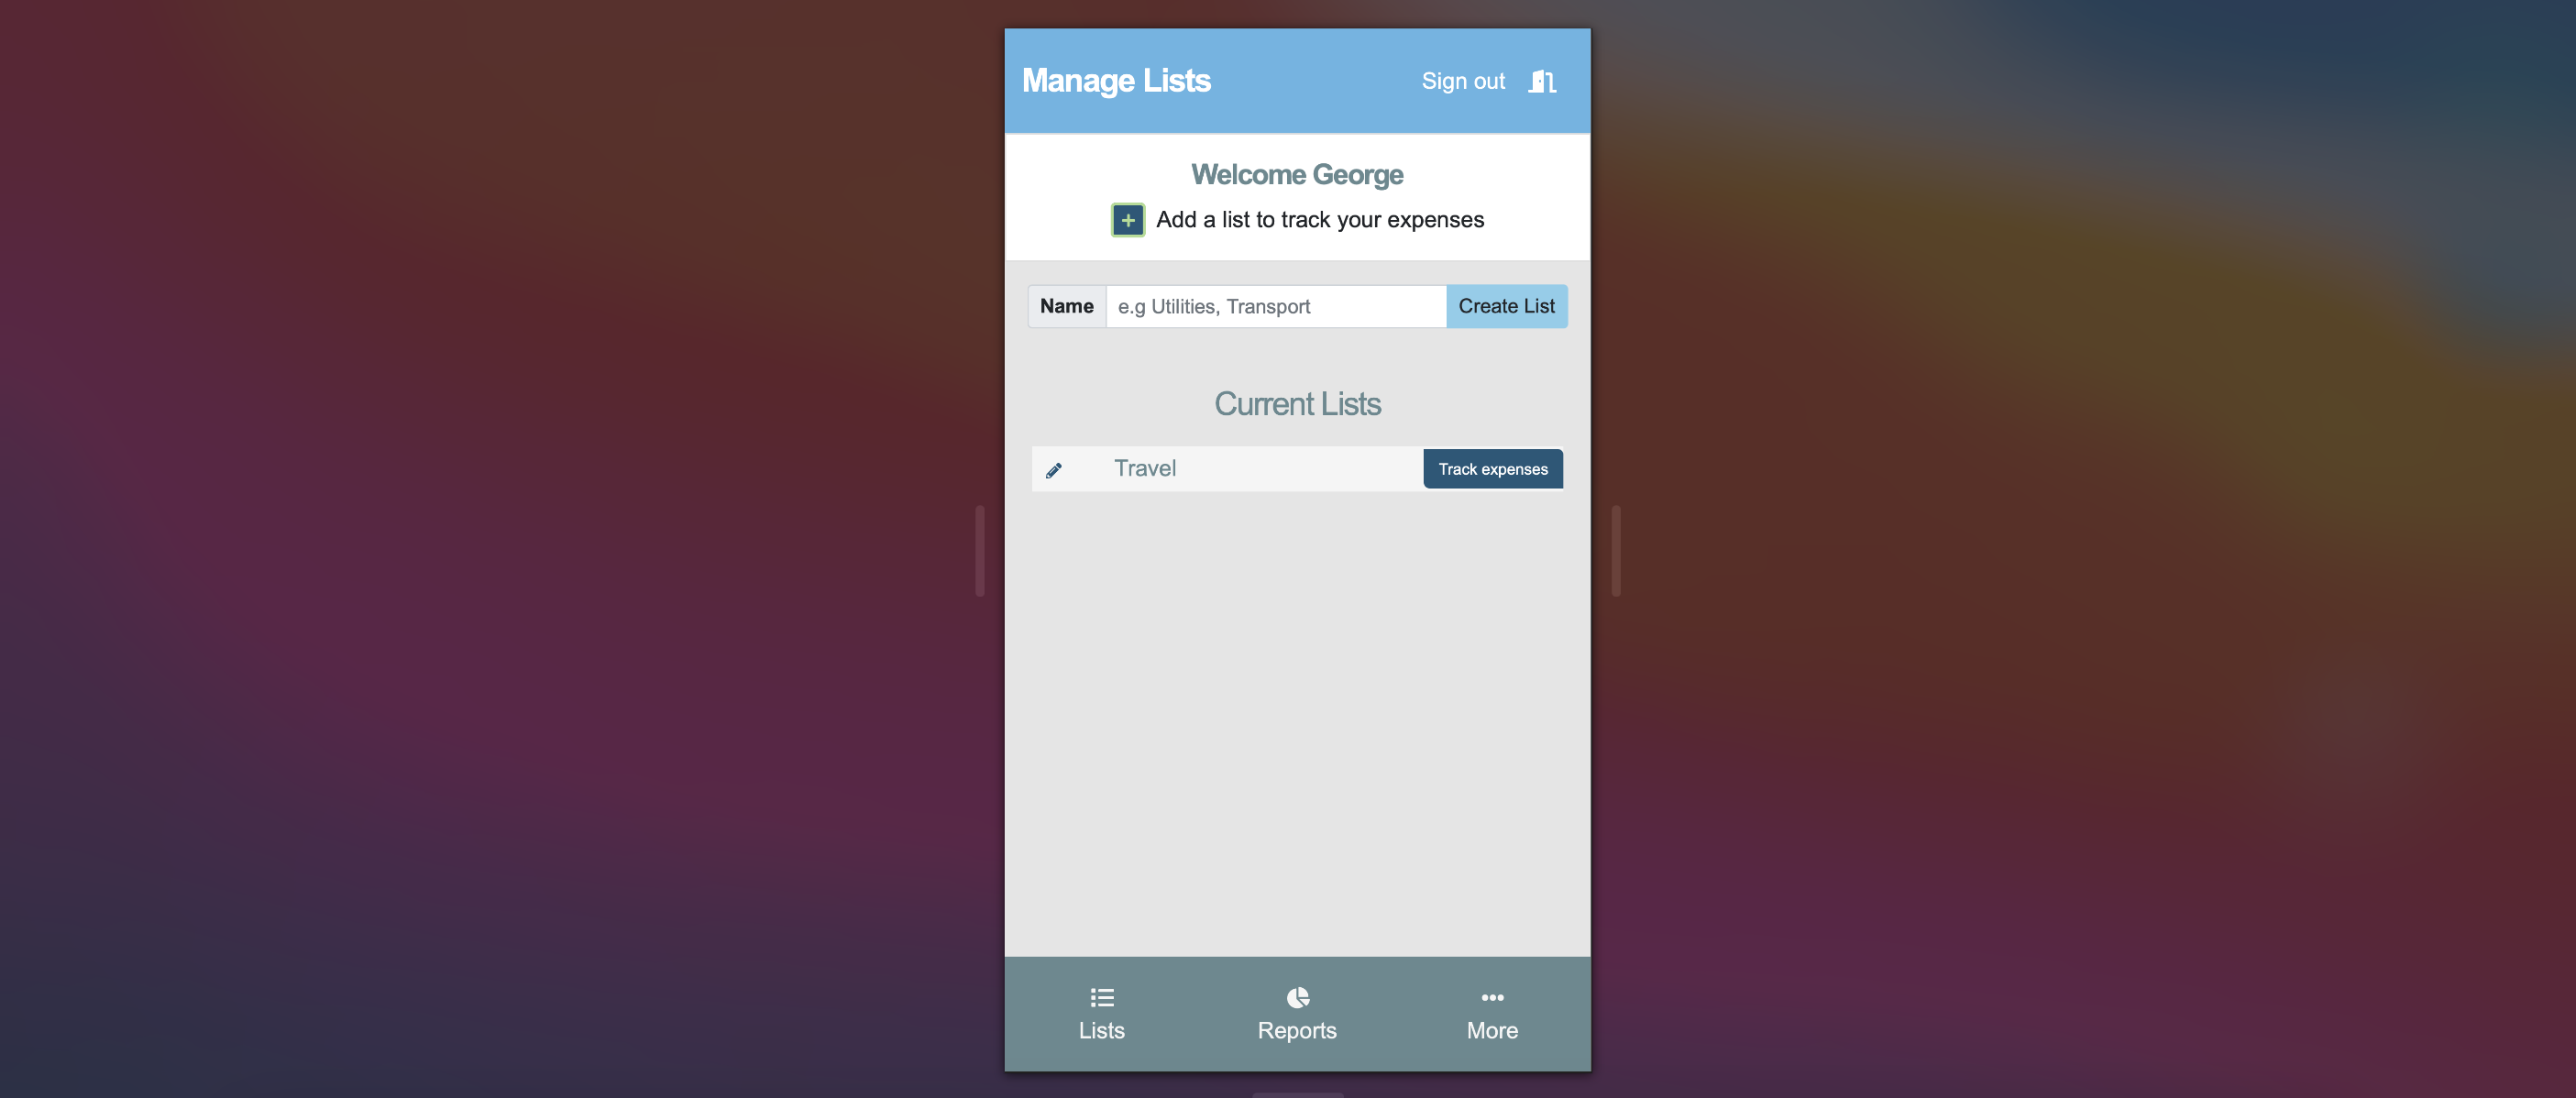 Manage Lists Sign out
Welcome George
Add a list to track your expenses
Name e.g Utilities, Transport Create List
Current Lists
Travel Track expenses
Lists Reports More